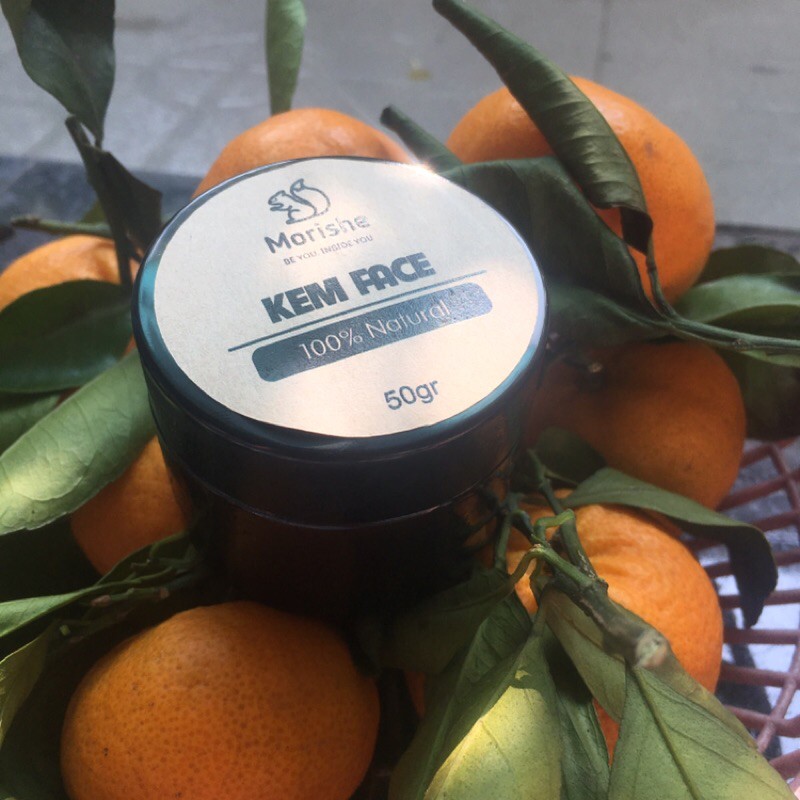 Morishe
BE YOU. INSIDE YOU
KEM FACE
100% Natural
50gr